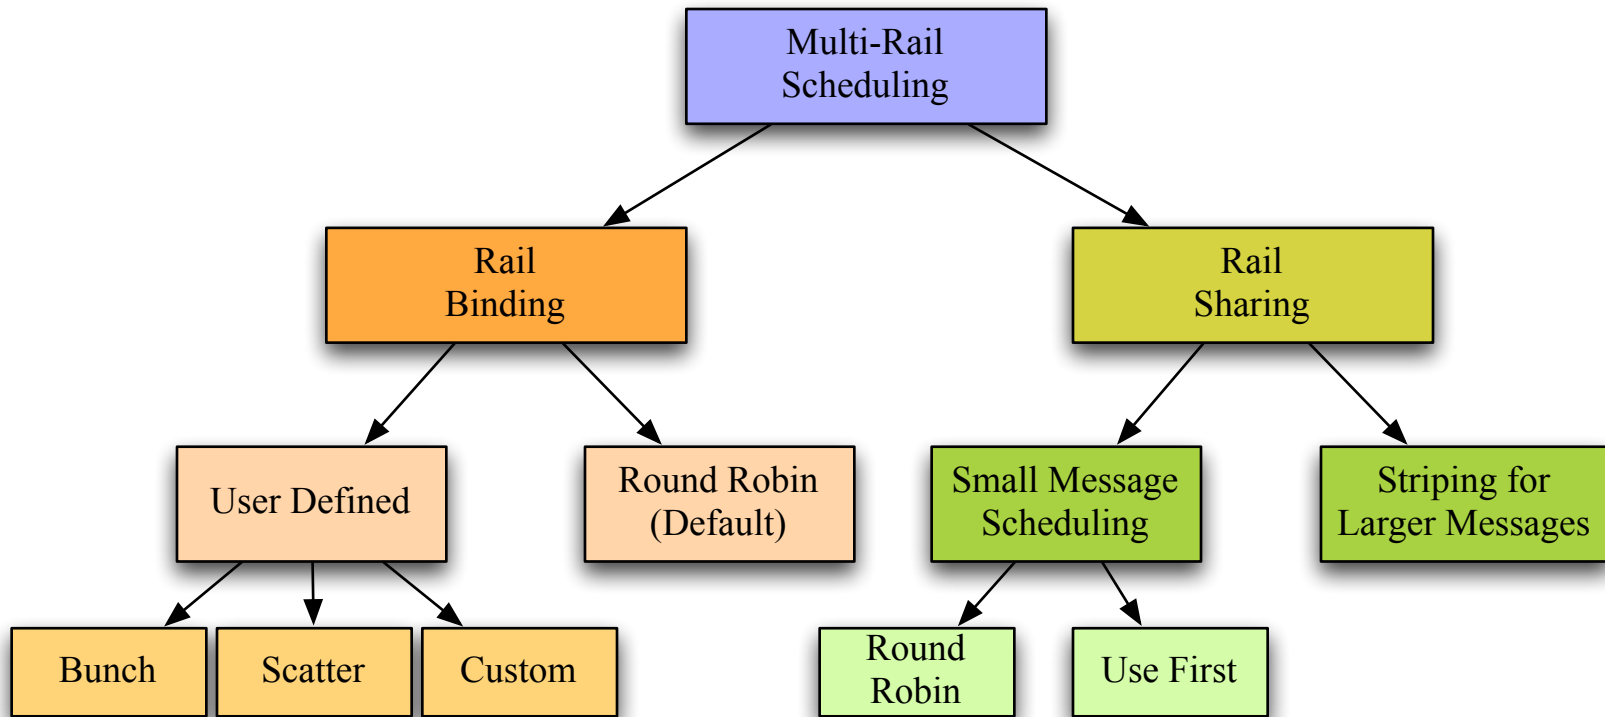 Multi-Rail
Scheduling
Rail
Binding
Rail
Sharing
User Defined
Round Robin
(Default)
Small Message
Scheduling
Striping for
Larger Messages
Bunch
Scatter
Custom
Round
Robin
Use First